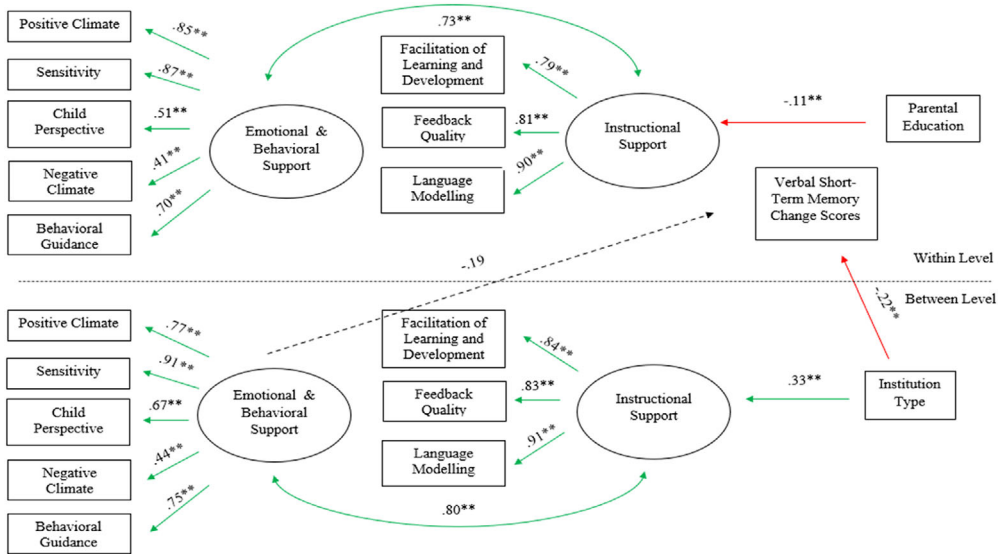 Positive Climate
.85**
Sensitivity
.87**
Child
Perspective
.51**
Negative
Climate
.41**
Behavioral
Guidance
.70**
Emotional &
Behavioral
Support
.73**
Facilitation of
Learning and
Development
.79**
Feedback
Quality
.81**
Language
Modelling
.90**
Instructional
Support
-.11**
Parental
Education
Verbal Short-
Term Memory
Change Scores
-.19
Within Level
Between Level
Positive Climate
.77**
Sensitivity
.91**
Child
Perspective
.67**
Negative
Climate
.44**
Behavioral
Guidance
.75**
Emotional &
Behavioral
Support
.80**
Facilitation of
Learning and
Development
.84**
Feedback
Quality
.83**
Language
Modelling
.91**
Instructional
Support
.33**
-.22**
Institution
Type